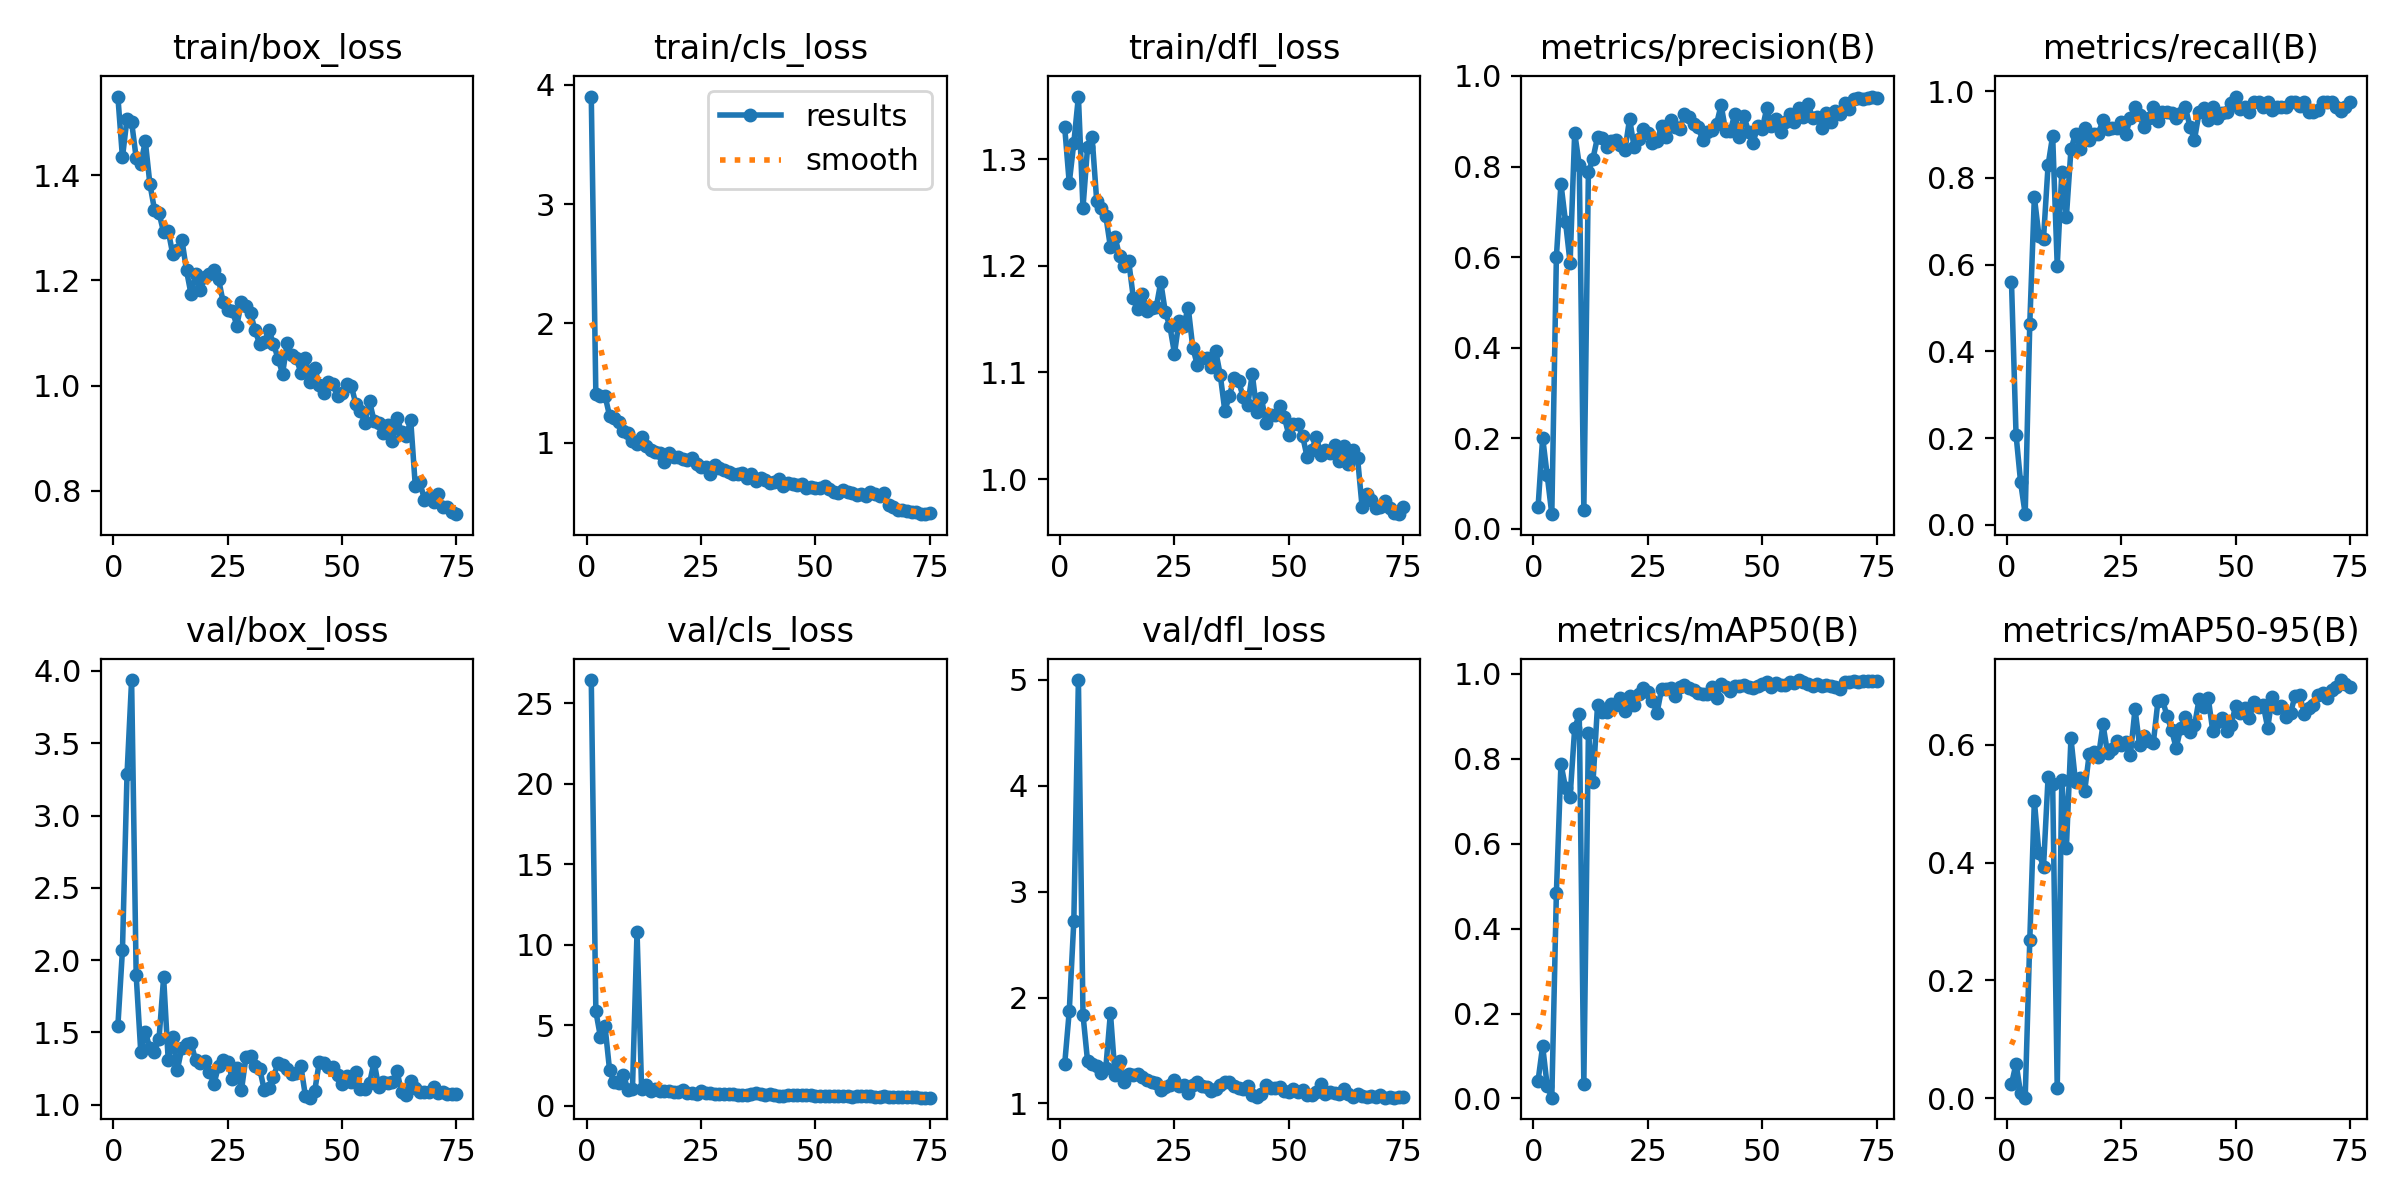 train/box_loss
1.4
1.2
1.0
0.8
0 25 50 75
train/cls_loss
results
smooth
4
3
2
1
0 25 50 75
train/dfl_loss
1.3
1.2
1.1
1.0
0 25 50 75
metrics/precision(B)
1.0
0.8
0.6
0.4
0.2
0.0
0 25 50 75
metrics/recall(B)
1.0
0.8
0.6
0.4
0.2
0.0
0 25 50 75
val/box_loss
4.0
3.5
3.0
2.5
2.0
1.5
1.0
0 25 50 75
val/cls_loss
25
20
15
10
5
0
0 25 50 75
val/dfl_loss
5
4
3
2
1
0 25 50 75
metrics/mAP50(B)
1.0
0.8
0.6
0.4
0.2
0.0
0 25 50 75
metrics/mAP50-95(B)
0.6
0.4
0.2
0.0
0 25 50 75